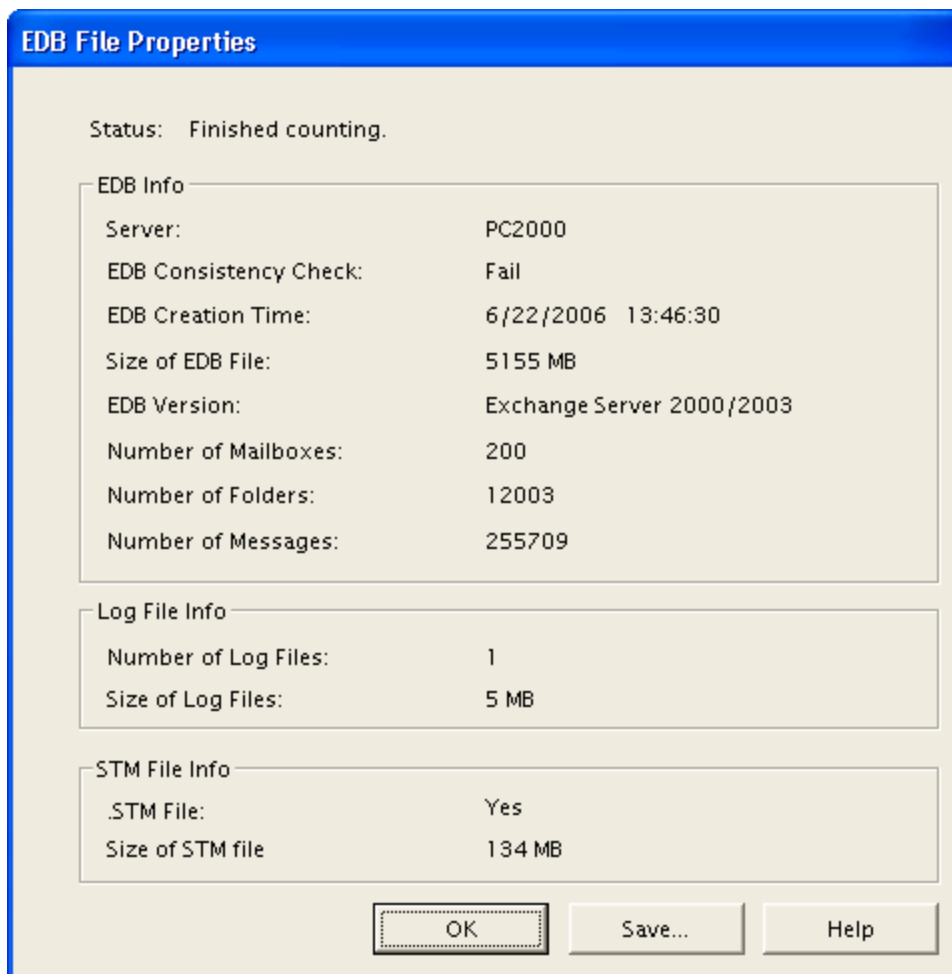 EDB File Properties
Status: Finished counting.
EDB Info
Server: PC2000
EDB Consistency Check: Fail
EDB Creation Time: 6/22/2006 13:46:30
Size of EDB File: 5155 MB
EDB Version: Exchange Server 2000/2003
Number of Mailboxes: 200
Number of Folders: 12003
Number of Messages: 255709
Log File Info
Number of Log Files: 1
Size of Log Files: 5 MB
STM File Info
.STM File: Yes
Size of STM file 134 MB
OK Save... Help